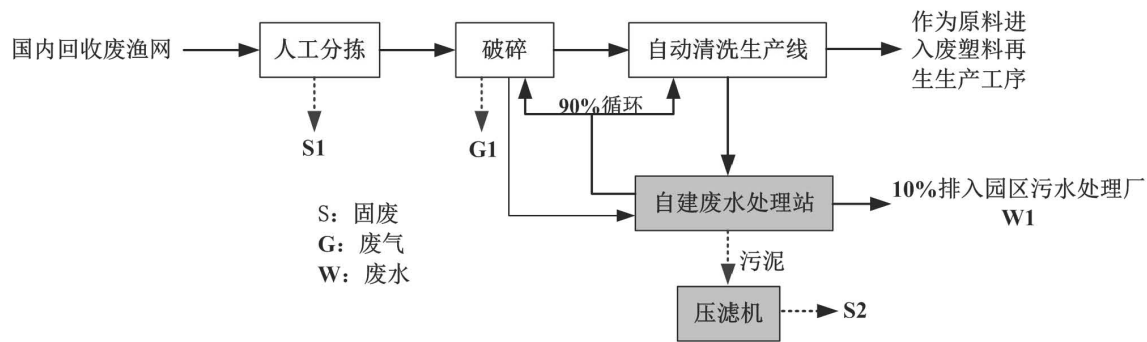 国内回收废渔网
人工分拣
破碎
自动清洗生产线
作为原料进
入废塑料再
生生产工序
90%循环
S1
G1
自建废水处理站
10%排入园区污水处理厂
W1
S：固废
G：废气
W：废水
污泥
压滤机
S2